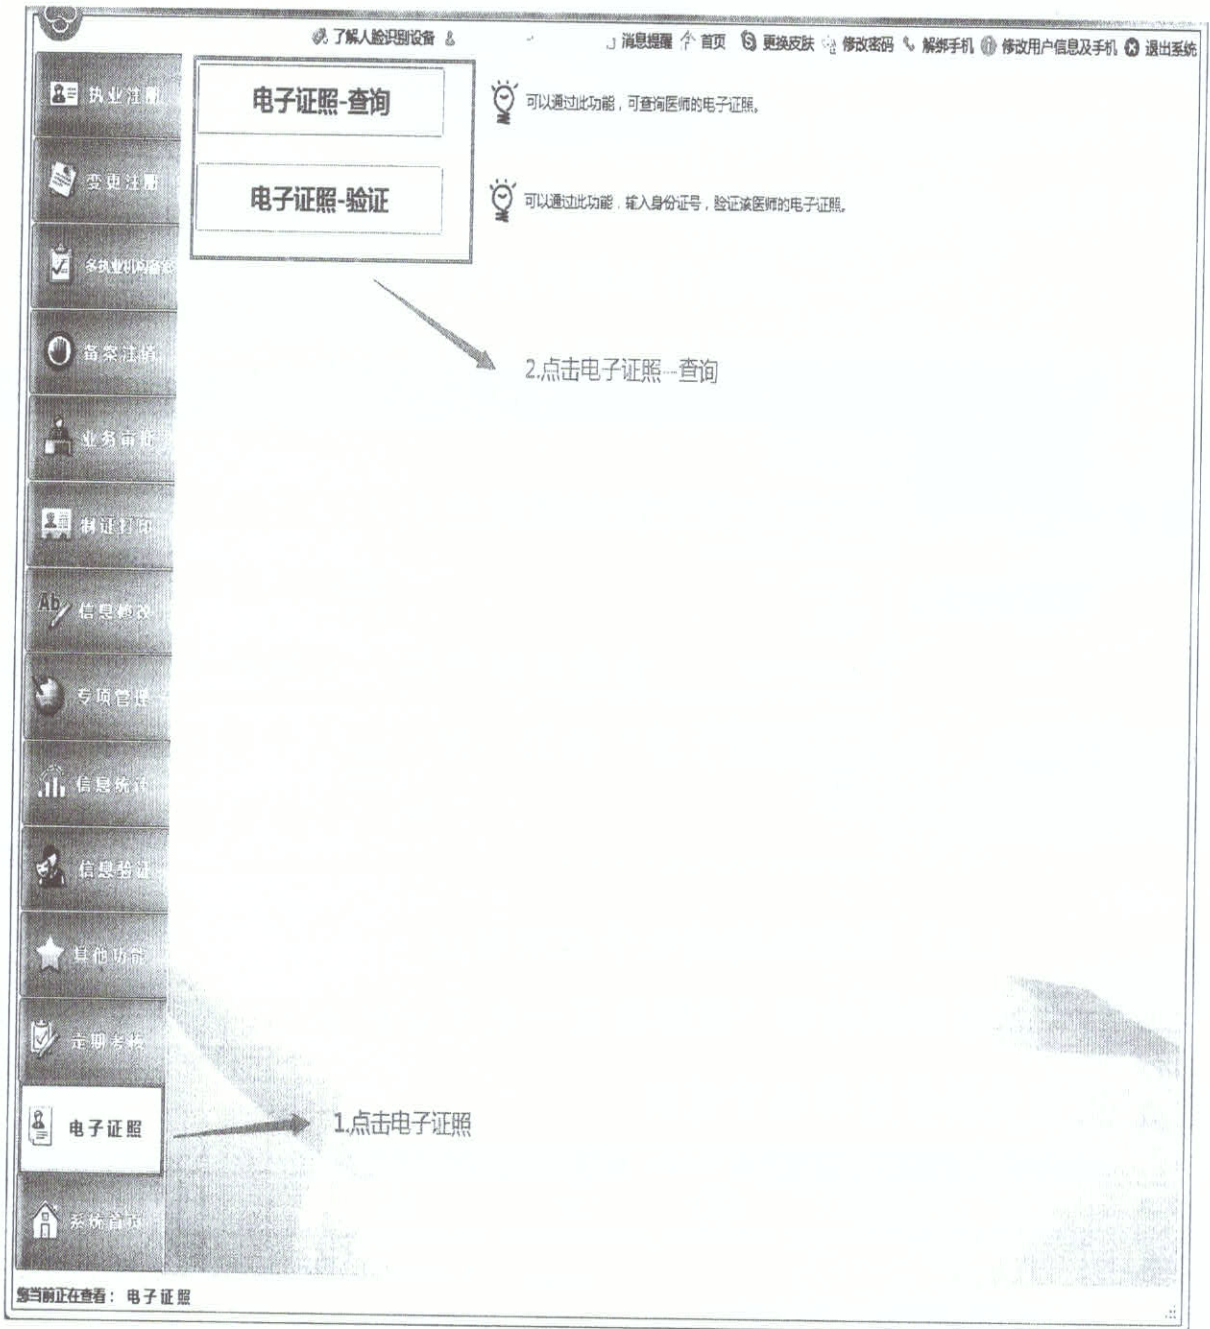 了解人脸识别设备
消息提醒 首页 更换皮肤 修改密码 解绑手机 修改用户信息及手机 退出系统
执业注册
变更注册
多执业机构备案
备案注销
业务审批
制证打印
信息修改
专项管理
信息统计
信息验证
其他功能
定期考核
电子证照
系统首页
电子证照-查询
可以通过此功能，可查询医师的电子证照。
电子证照-验证
可以通过此功能，输入身份证号，验证该医师的电子证照。
2.点击电子证照---查询
1.点击电子证照
您当前正在查看：电子证照